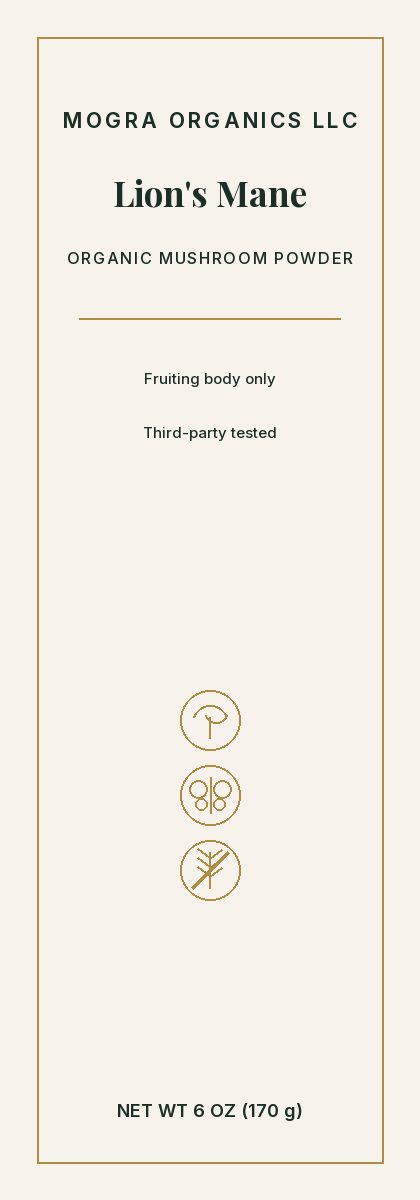 MOGRA ORGANICS LLC
Lion's Mane
ORGANIC MUSHROOM POWDER
Fruiting body only
Third-party tested
NET WT 6 OZ (170 g)